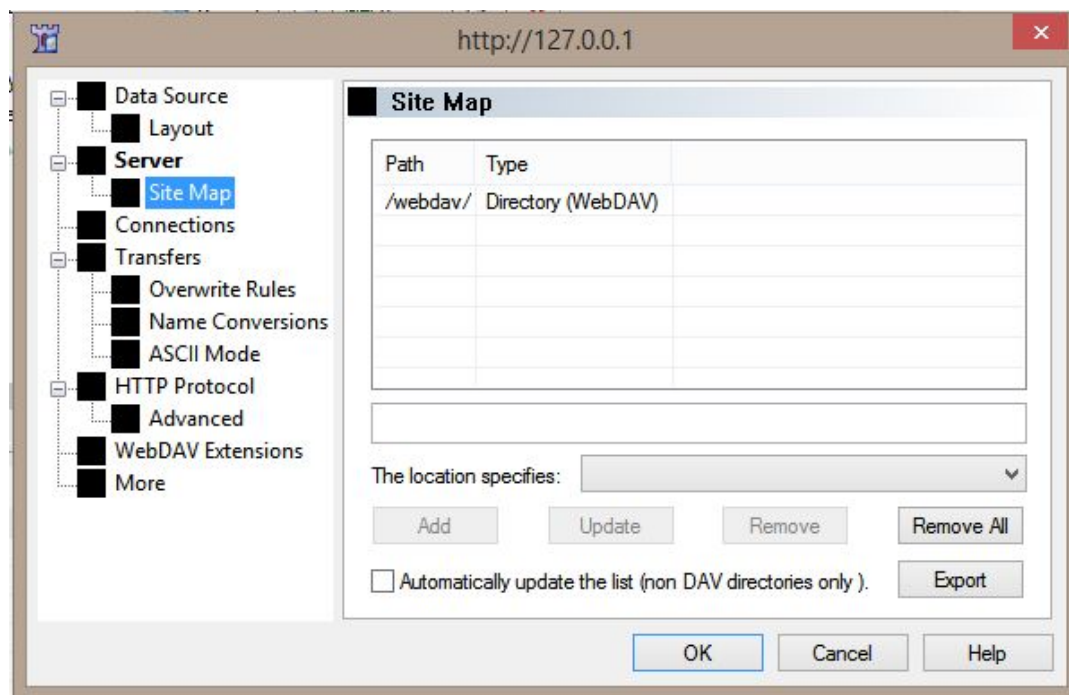 http://127.0.0.1
Data Source
Layout
Server
Site Map
Connections
Transfers
Overwrite Rules
Name Conversions
ASCII Mode
HTTP Protocol
Advanced
WebDAV Extensions
More
Site Map
Path Type
/webdav/ Directory (WebDAV)
The location specifies:
Add Update Remove Remove All
Automatically update the list (non DAV directories only ). Export
OK Cancel Help